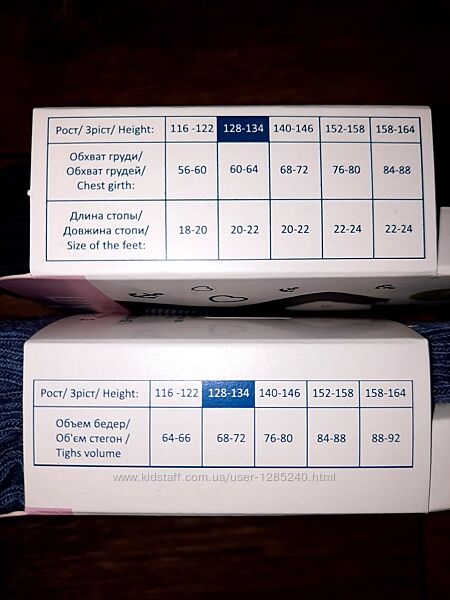 Рост/ Зріст/ Height: 116 -122 128-134 140-146 152-158 158-164
Обхват груди/
Обхват грудей/
Chest girth:
56-60 60-64 68-72 76-80 84-88
Длина стопы/
Довжина стопи/
Size of the feet:
18-20 20-22 20-22 22-24 22-24
Рост/ Зріст/ Height: 116 -122 128-134 140-146 152-158 158-164
Объем бедер/
Об'єм стегон /
Tighs volume
64-66 68-72 76-80 84-88 88-92
www.kidstaff.com.ua/user-1285240.html